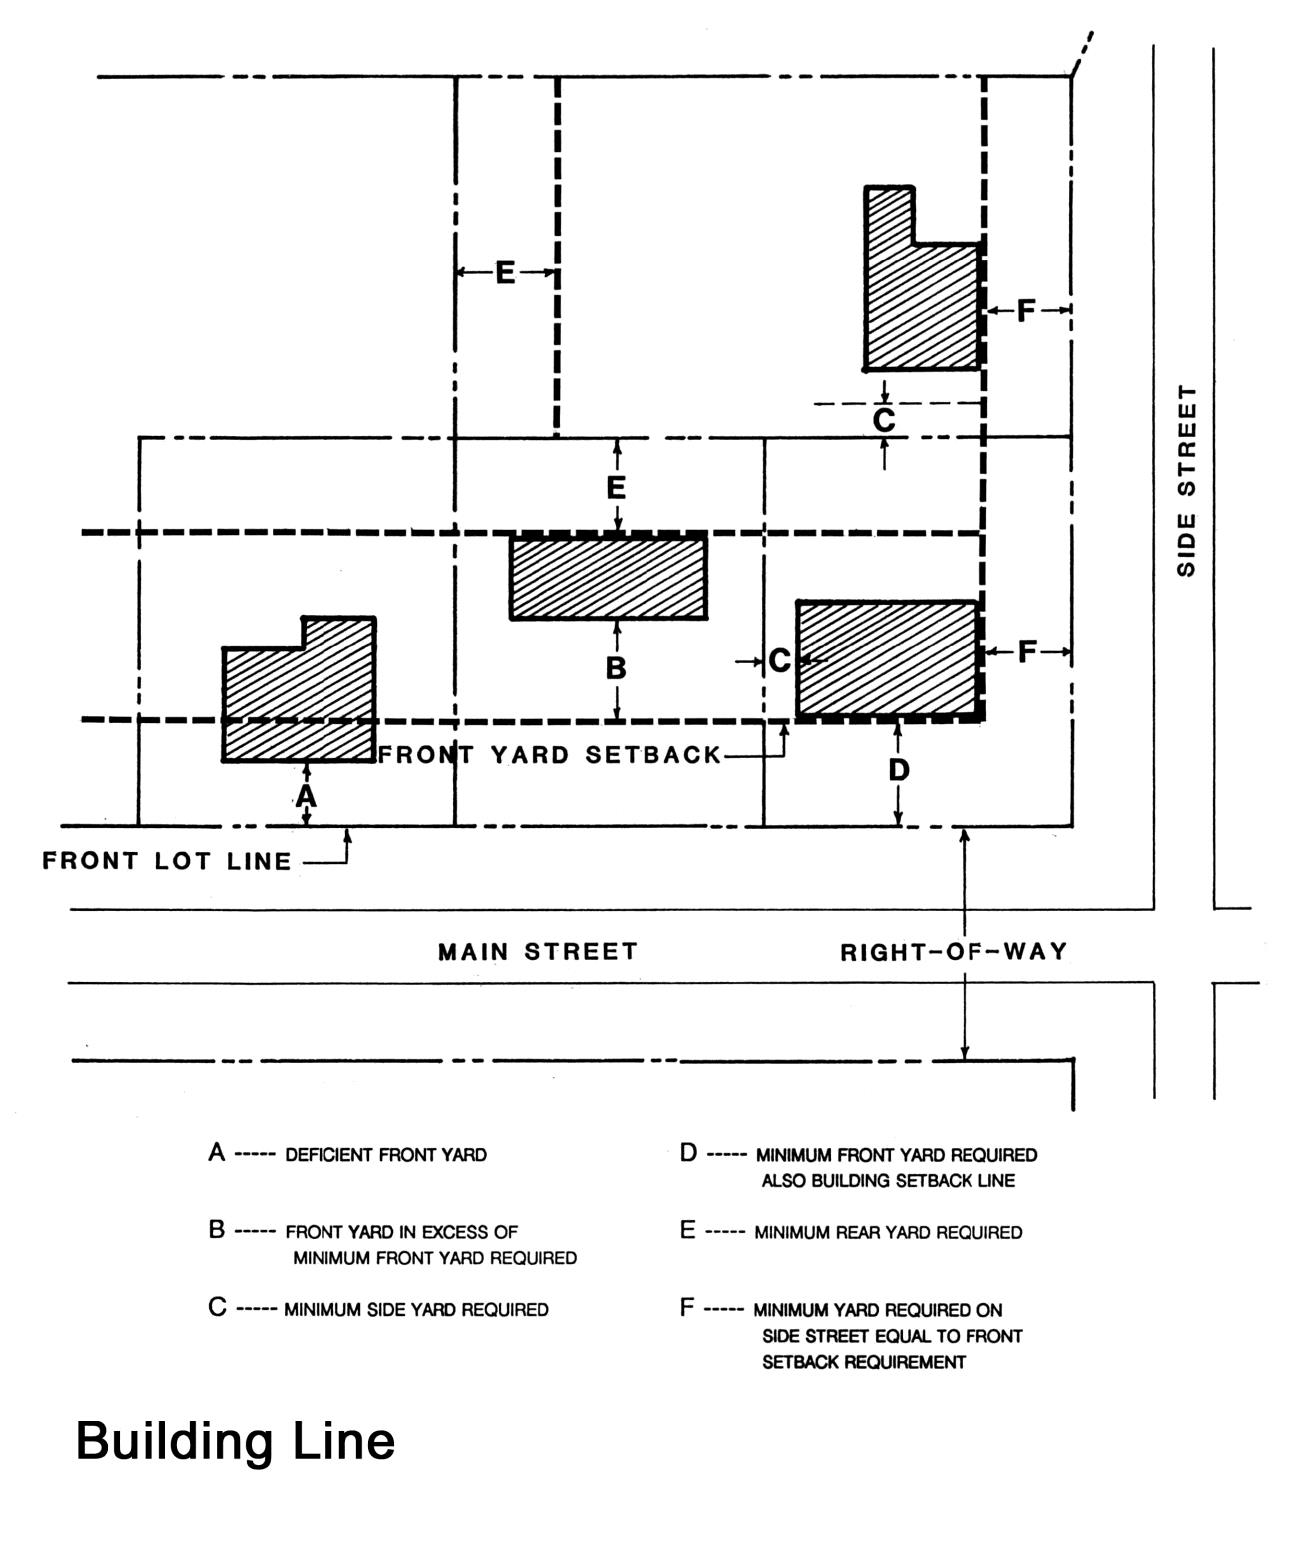 E
F
C
E
SIDE STREET
B
C
F
FRONT YARD SETBACK
D
A
FRONT LOT LINE
MAIN STREET
RIGHT-OF-WAY
A ----- DEFICIENT FRONT YARD
B ----- FRONT YARD IN EXCESS OF
MINIMUM FRONT YARD REQUIRED
C ----- MINIMUM SIDE YARD REQUIRED
D ----- MINIMUM FRONT YARD REQUIRED
ALSO BUILDING SETBACK LINE
E ----- MINIMUM REAR YARD REQUIRED
F ----- MINIMUM YARD REQUIRED ON
SIDE STREET EQUAL TO FRONT
SETBACK REQUIREMENT
Building Line